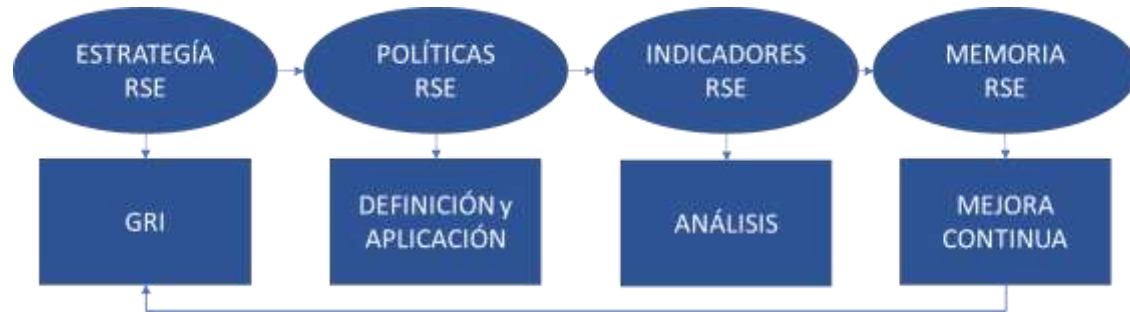 ESTRATEGÍA
RSE
POLÍTICAS
RSE
INDICADORES
RSE
MEMORIA
RSE
GRI
DEFINICIÓN y
APLICACIÓN
ANÁLISIS
MEJORA
CONTINUA